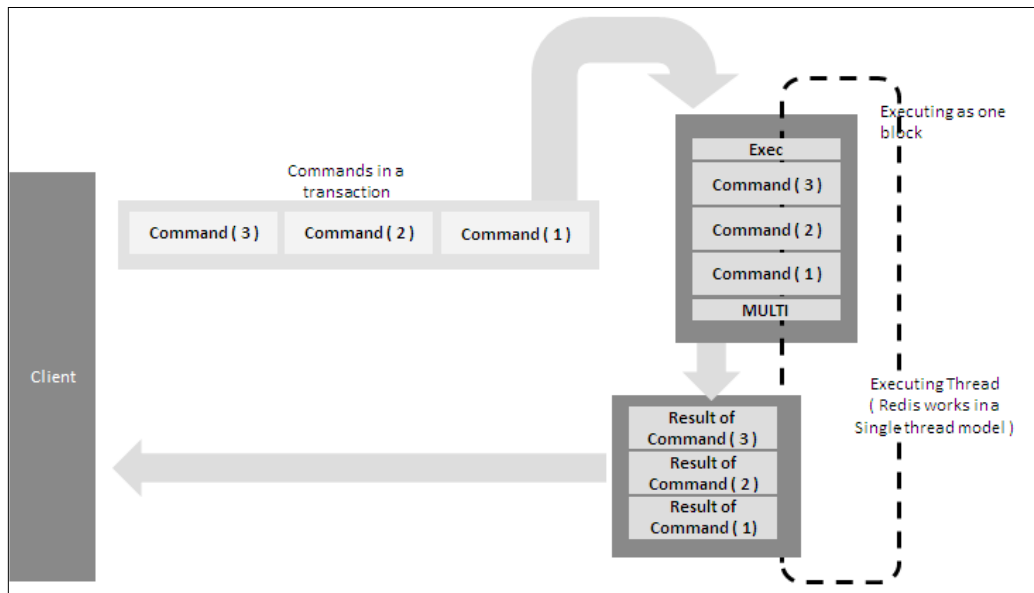 Executing as one
block
Exec
Commands in a
transaction
Command ( 3 )
Command ( 3 )
Command ( 2 )
Command ( 1 )
Command ( 2 )
Command ( 1 )
MULTI
Client
Executing Thread
( Redis works in a
Single thread model )
Result of
Command ( 3 )
Result of
Command ( 2 )
Result of
Command ( 1)